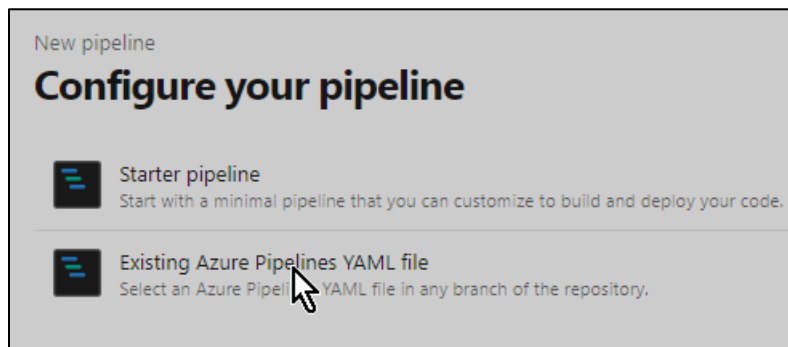 New pipeline
Configure your pipeline
Starter pipeline
Start with a minimal pipeline that you can customize to build and deploy your code.
Existing Azure Pipelines YAML file
Select an Azure Pipelines YAML file in any branch of the repository.